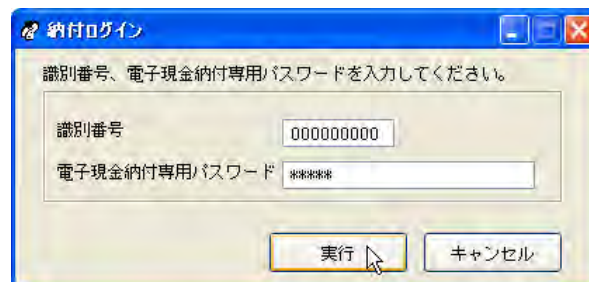 納付ログイン
識別番号、電子現金納付専用パスワードを入力してください。
識別番号 000000000
電子現金納付専用パスワード *****
実行 キャンセル